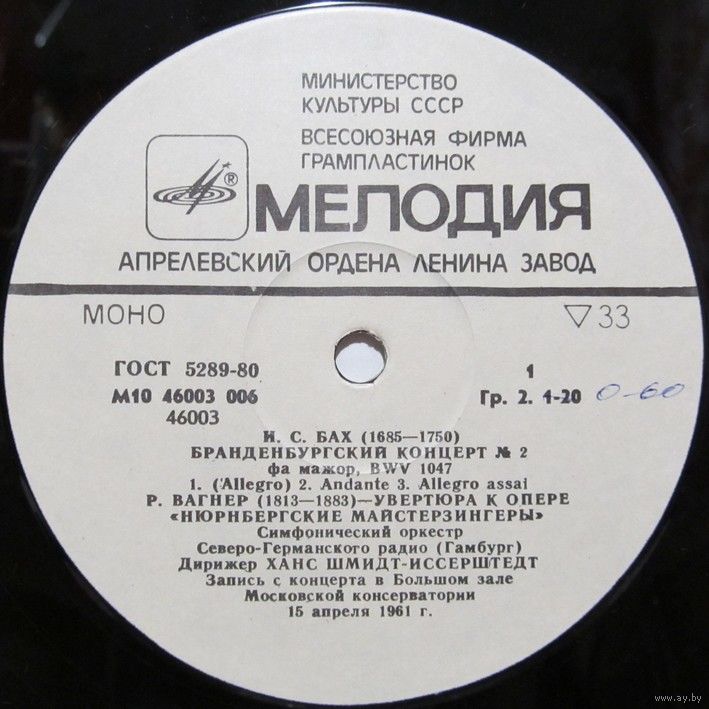 МИНИСТЕРСТВО
КУЛЬТУРЫ СССР
ВСЕСОЮЗНАЯ ФИРМА
ГРАМПЛАСТИНОК
®
МЕЛОДИЯ
АПРЕЛЕВСКИЙ ОРДЕНА ЛЕНИНА ЗАВОД
МОНО ▽33
ГОСТ 5289-80 1
М10 46003 006 Гр. 2. 1-20 0-60
46003
И. С. БАХ (1685—1750)
БРАНДЕНБУРГСКИЙ КОНЦЕРТ № 2
фа мажор, BWV 1047
1. (Allegro) 2. Andante 3. Allegro assai
Р. ВАГНЕР (1813—1883)—УВЕРТЮРА К ОПЕРЕ
«НЮРНБЕРГСКИЕ МАЙСТЕРЗИНГЕРЫ»
Симфонический оркестр
Северо-Германского радио (Гамбург)
Дирижер ХАНС ШМИДТ-ИССЕРШТЕДТ
Запись с концерта в Большом зале
Московской консерватории
15 апреля 1961 г.
www.ay.by